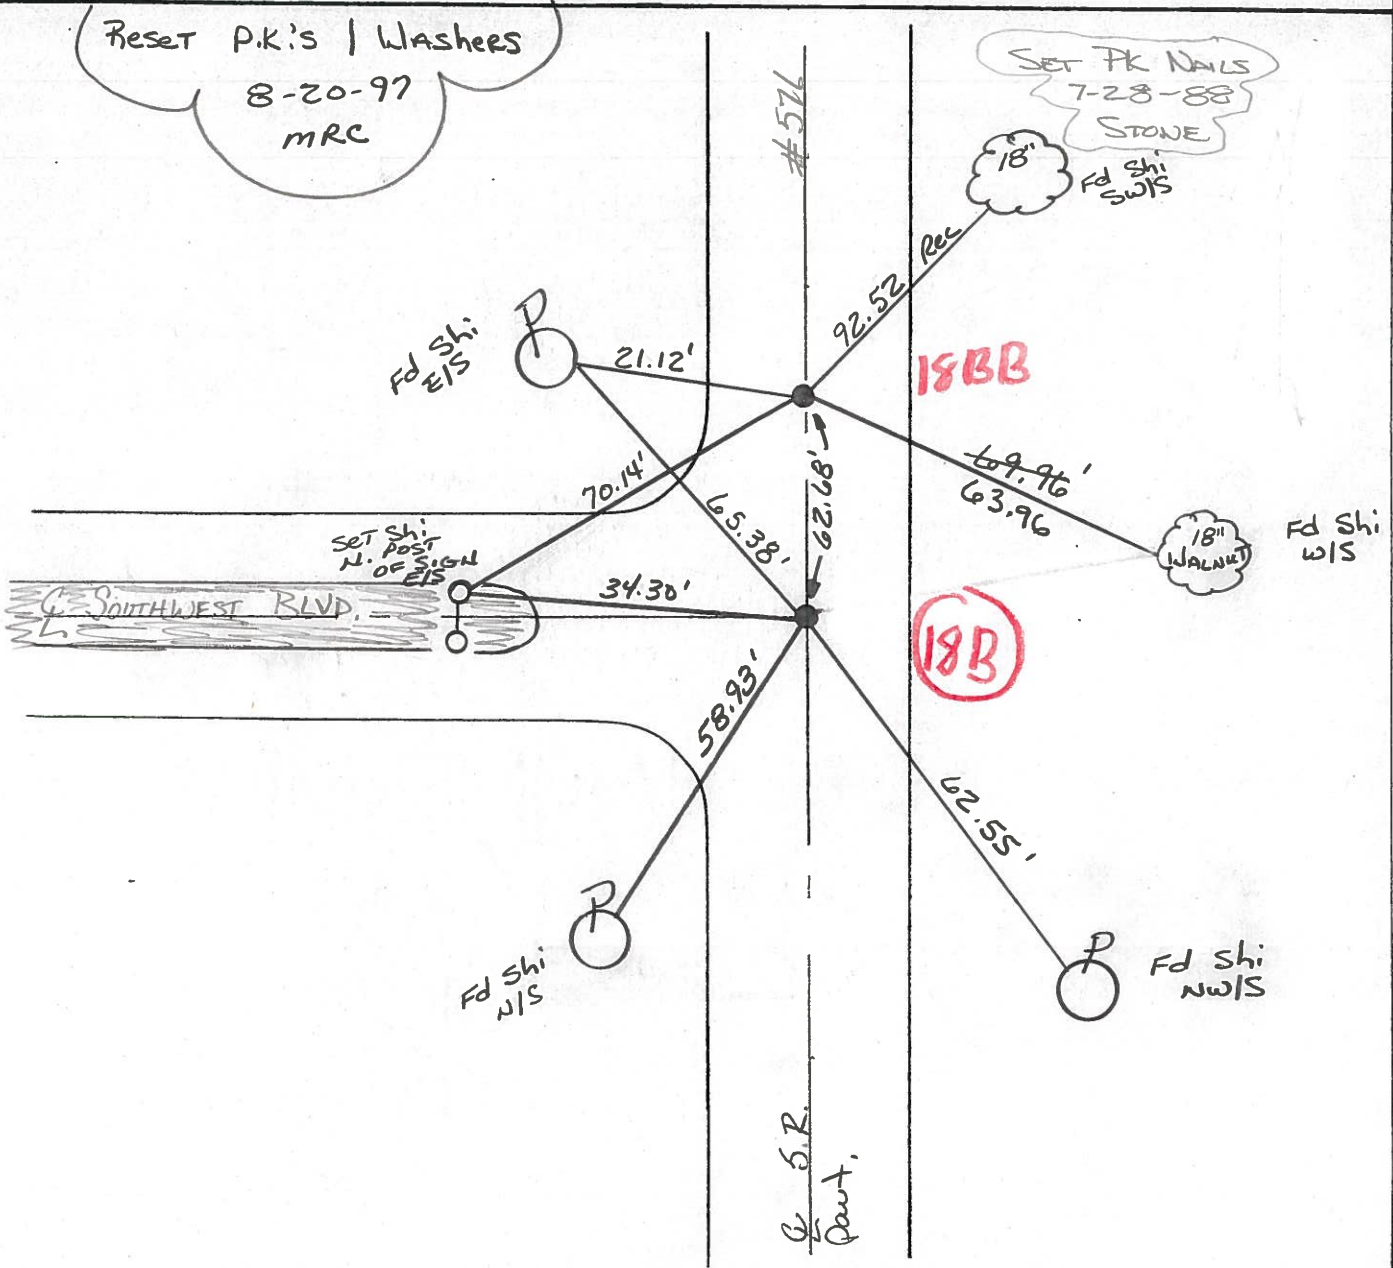 Reset P.K.'s / Washers
8-20-97
MRC
SET PK NAILS
7-28-88
STONE
#576
18"
Fd Shi
SW/S
92.52 Rec
P
Fd Shi
E/S
21.12'
18BB
70.14'
65.38'
62.68'
69.96'
63.96
18"
WALNUT
Fd Shi
W/S
SET Shi
N. POST
OF SIGN
E/S
34.30'
℄ SOUTHWEST BLVD.
18B
58.93'
62.55'
P
Fd Shi
N/S
P
Fd Shi
NW/S
℄ S.R.
Pavt.